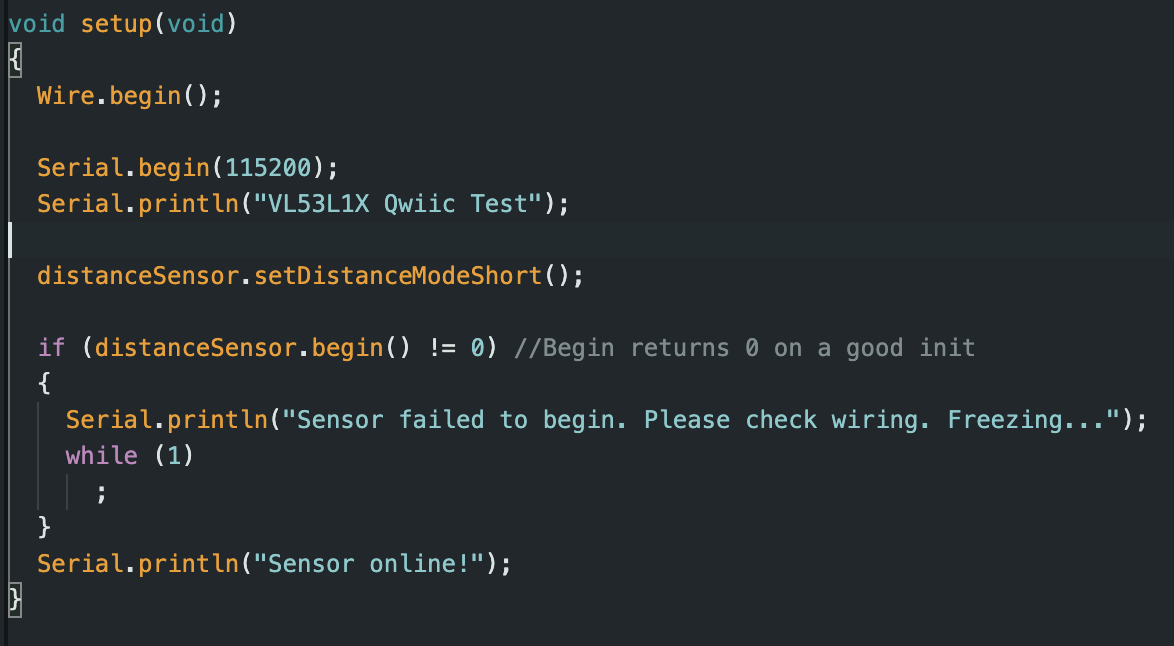 void setup(void)
{
  Wire.begin();

  Serial.begin(115200);
  Serial.println("VL53L1X Qwiic Test");

  distanceSensor.setDistanceModeShort();

  if (distanceSensor.begin() != 0) //Begin returns 0 on a good init
  {
    Serial.println("Sensor failed to begin. Please check wiring. Freezing...");
    while (1)
      ;
  }
  Serial.println("Sensor online!");
}